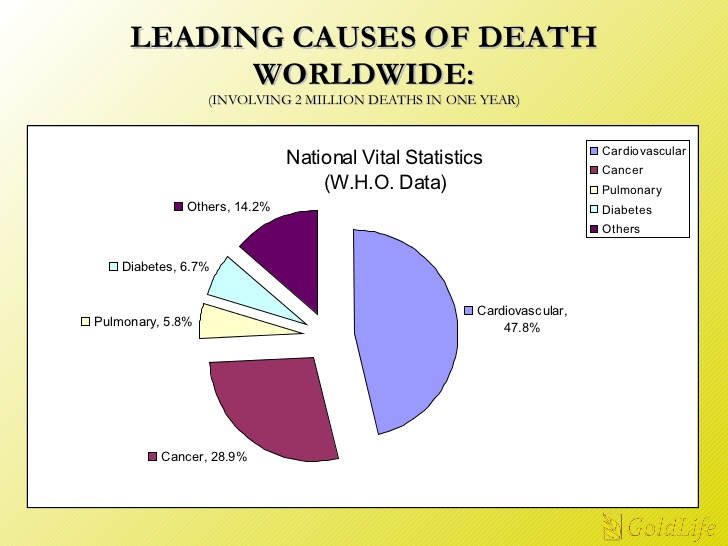 LEADING CAUSES OF DEATH
WORLDWIDE:
(INVOLVING 2 MILLION DEATHS IN ONE YEAR)
National Vital Statistics
(W.H.O. Data)
Cardiovascular
Cancer
Pulmonary
Diabetes
Others
Others, 14.2%
Diabetes, 6.7%
Pulmonary, 5.8%
Cardiovascular,
47.8%
Cancer, 28.9%
GoldLife